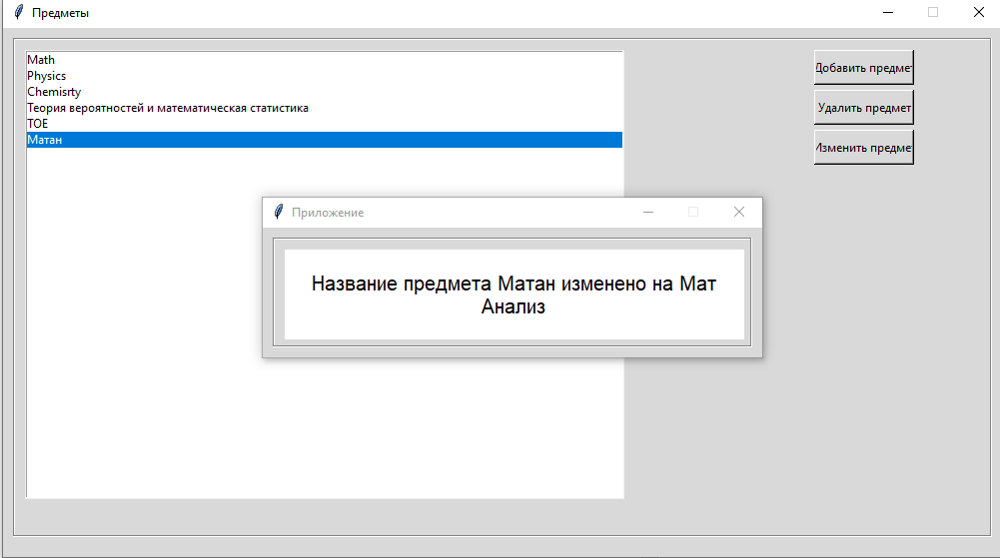 Предметы
Math
Physics
Chemisrty
Теория вероятностей и математическая статистика
ТОЕ
Матан
Добавить предмет
Удалить предмет
Изменить предмет
Приложение
Название предмета Матан изменено на Мат
Анализ